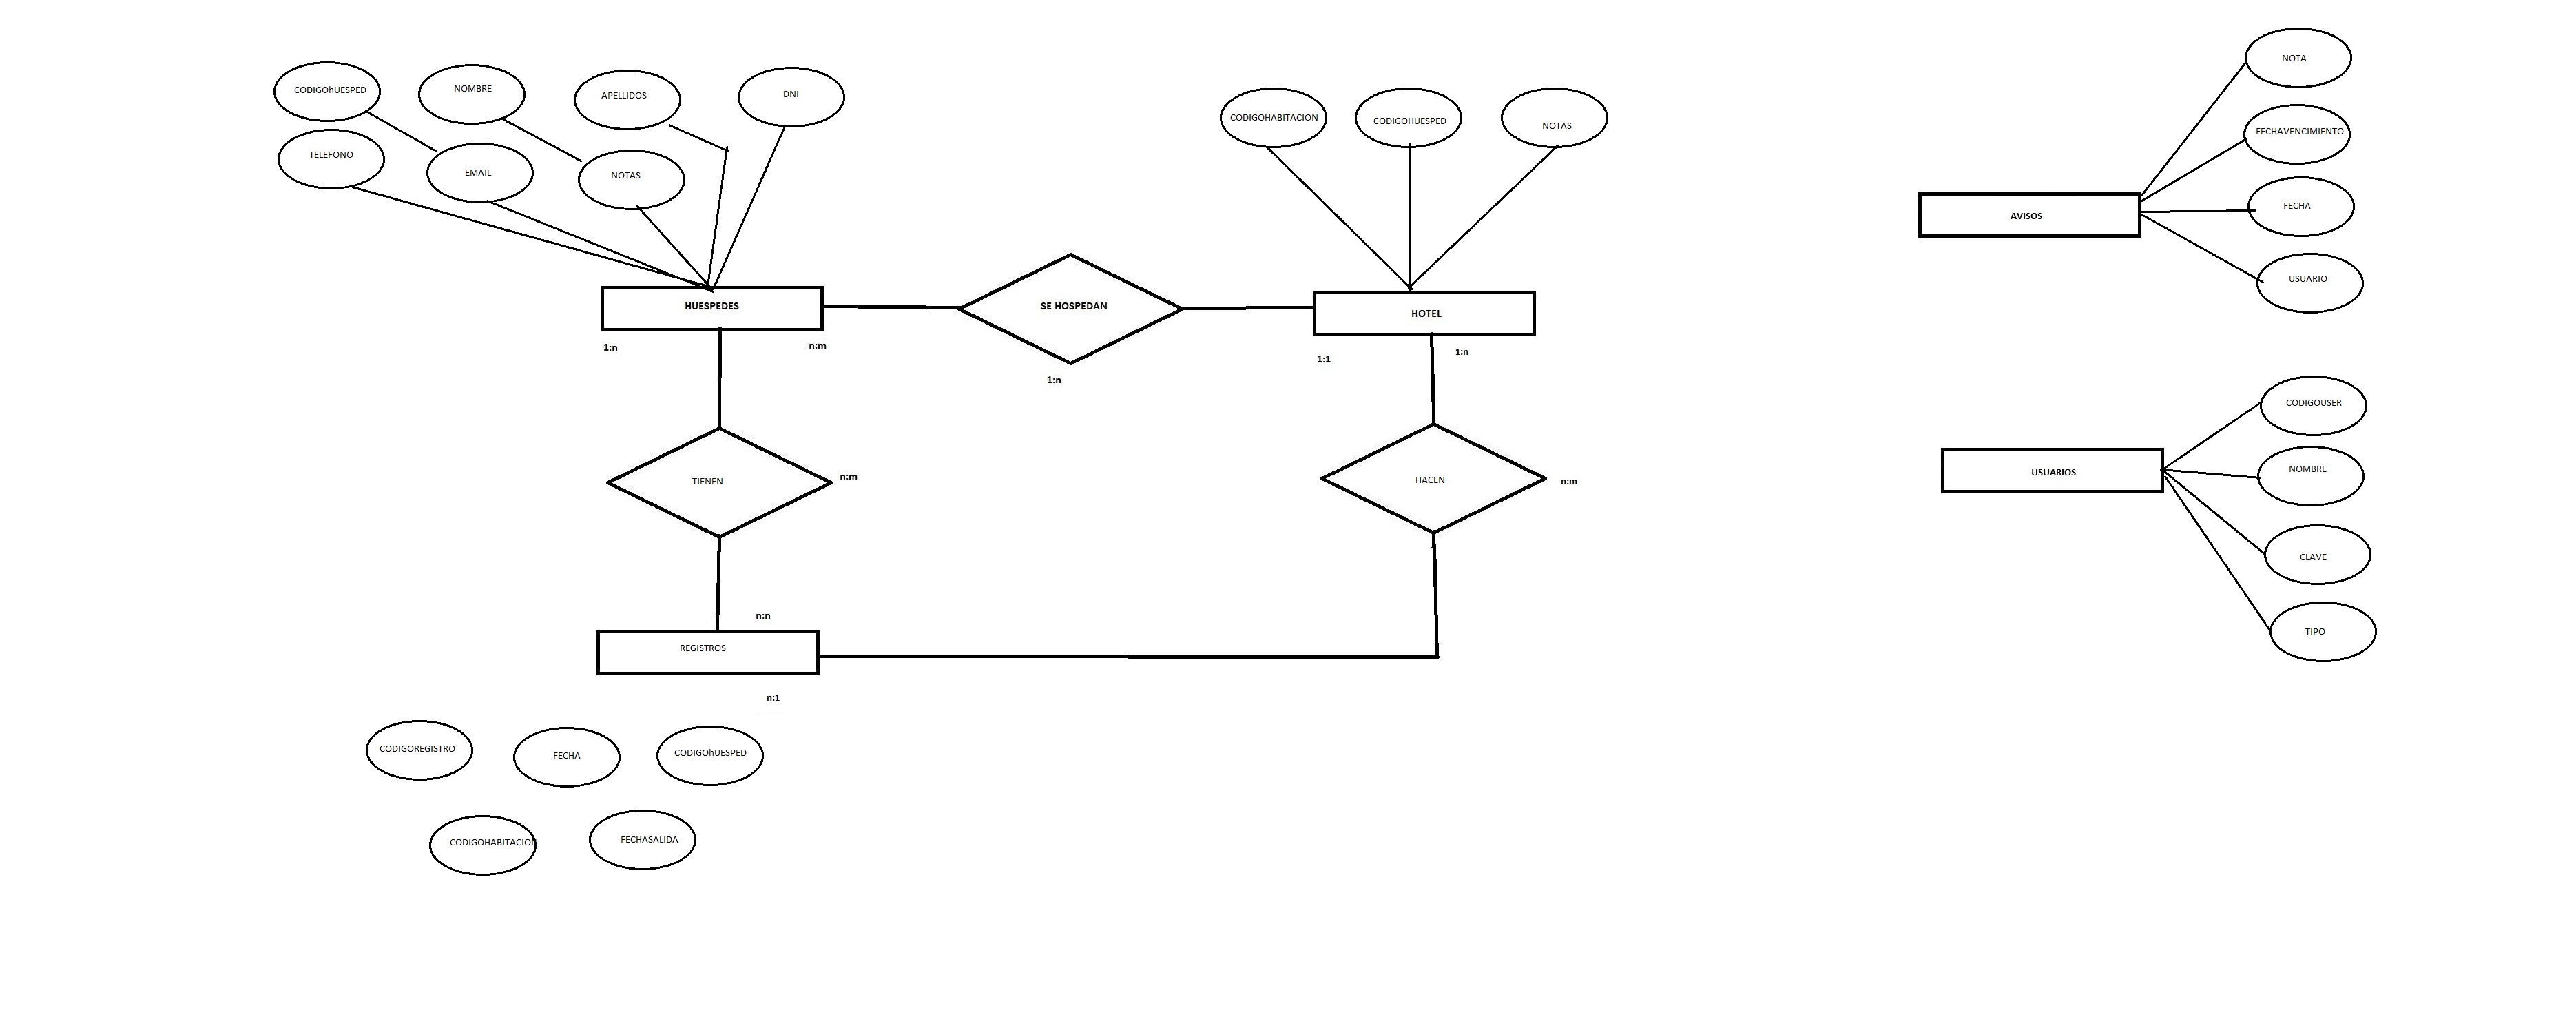 CODIGOhUESPED
NOMBRE
APELLIDOS
DNI
TELEFONO
EMAIL
NOTAS
CODIGOHABITACION
CODIGOHUESPED
NOTAS
NOTA
FECHAVENCIMIENTO
FECHA
USUARIO
AVISOS
HUESPEDES
SE HOSPEDAN
HOTEL
1:n
n:m
1:n
1:1
1:n
TIENEN
n:m
HACEN
n:m
CODIGOUSER
NOMBRE
CLAVE
TIPO
USUARIOS
n:n
REGISTROS
n:1
CODIGOREGISTRO
FECHA
CODIGOhUESPED
CODIGOHABITACION
FECHASALIDA